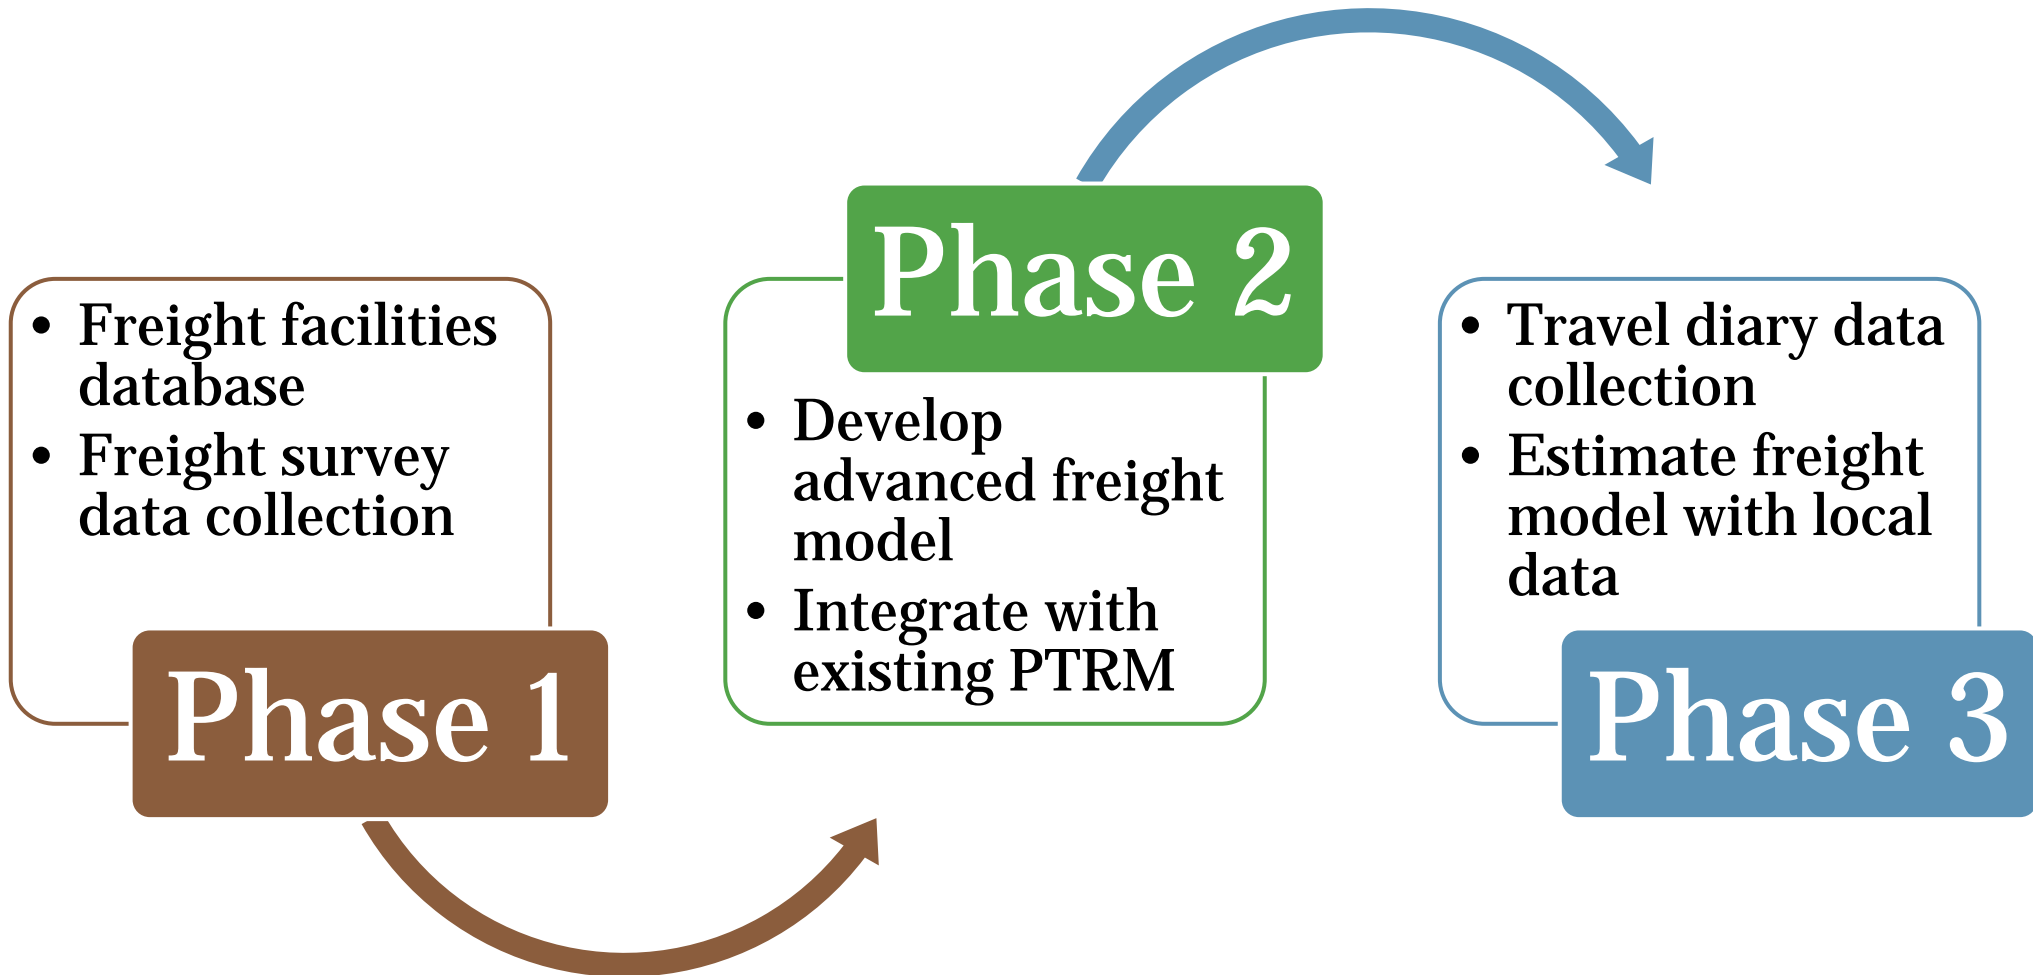 • Freight facilities
database
• Freight survey
data collection
Phase 1
Phase 2
• Develop
advanced freight
model
• Integrate with
existing PTRM
• Travel diary data
collection
• Estimate freight
model with local
data
Phase 3